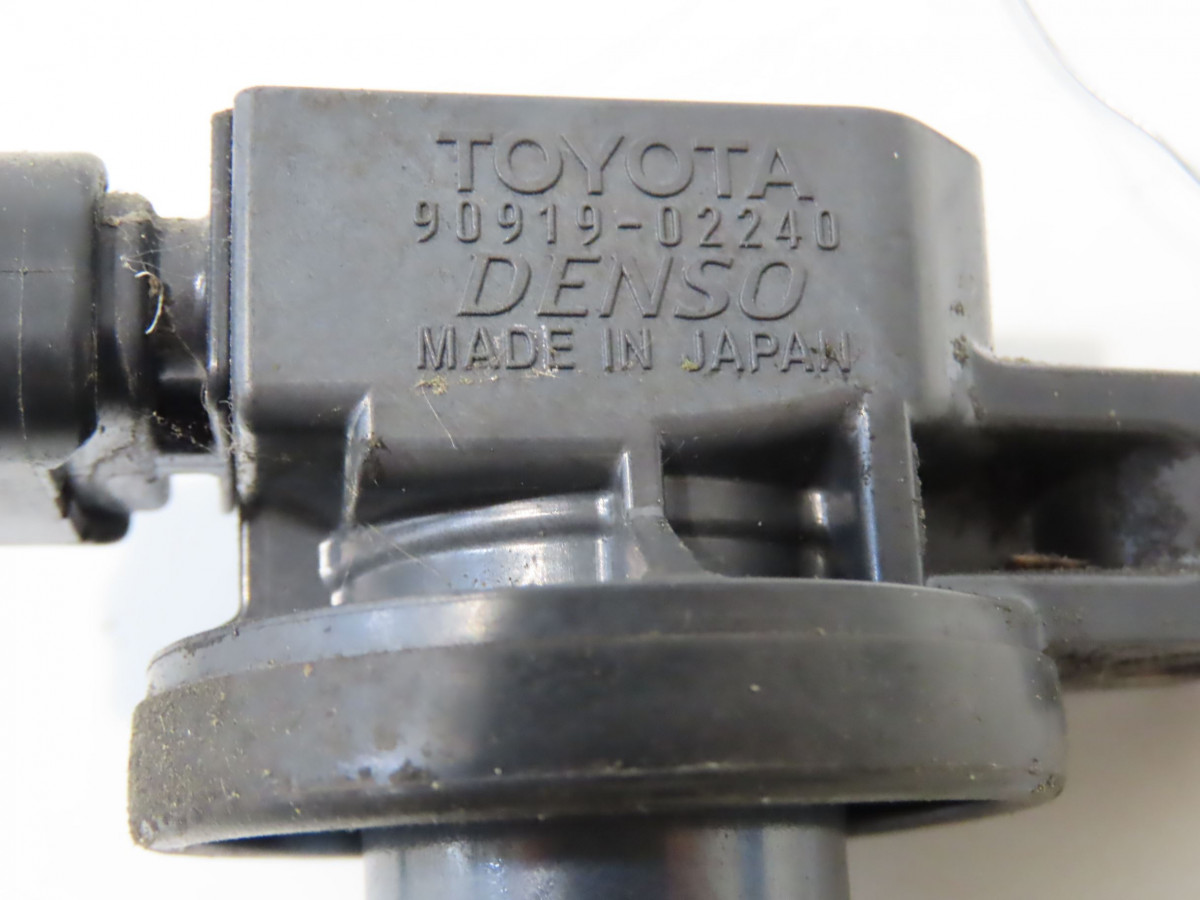 TOYOTA
90919-02240
DENSO
MADE IN JAPAN